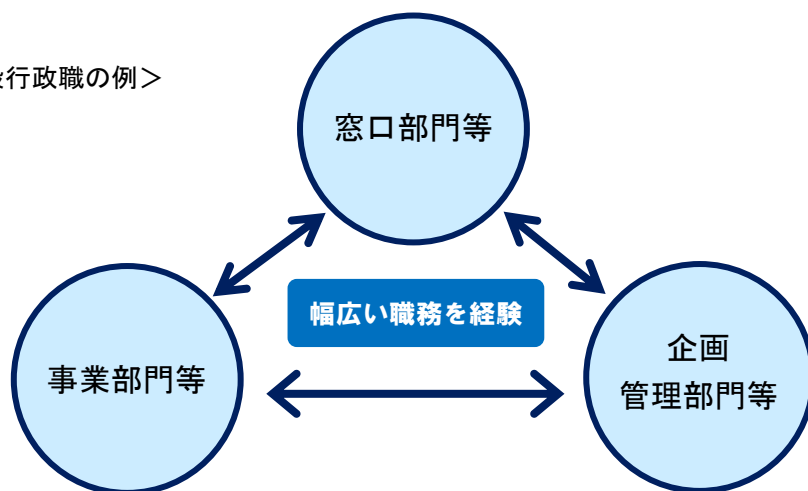 行政職の例＞
窓口部門等
幅広い職務を経験
事業部門等
企画
管理部門等